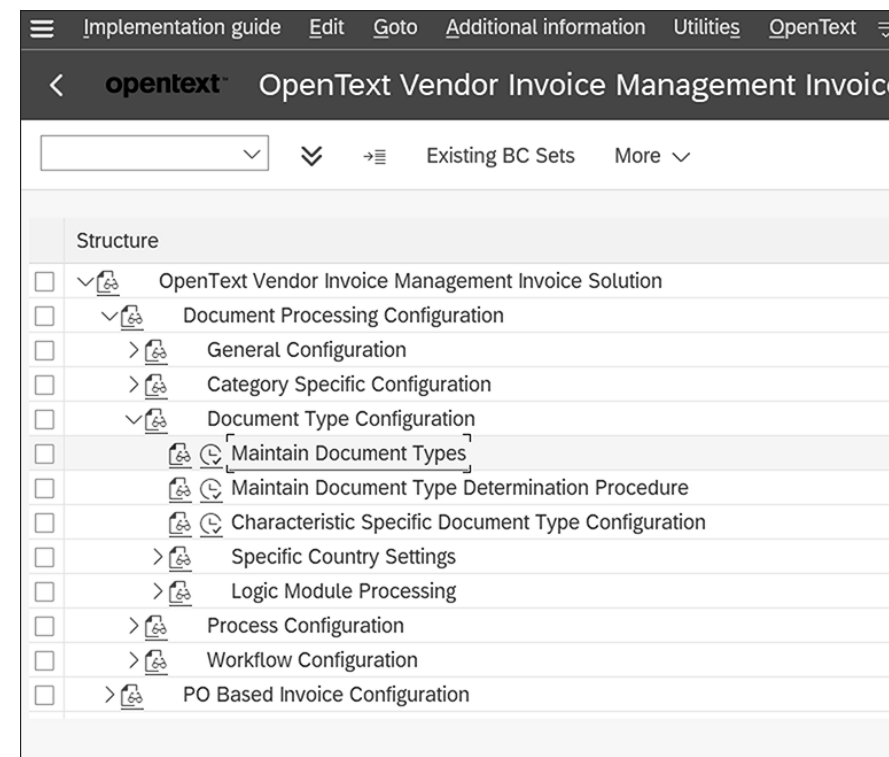 Implementation guide Edit Goto Additional information Utilities OpenText
opentext™ OpenText Vendor Invoice Management
Existing BC Sets More
Structure
OpenText Vendor Invoice Management Invoice Solution
Document Processing Configuration
General Configuration
Category Specific Configuration
Document Type Configuration
Maintain Document Types
Maintain Document Type Determination Procedure
Characteristic Specific Document Type Configuration
Specific Country Settings
Logic Module Processing
Process Configuration
Workflow Configuration
PO Based Invoice Configuration